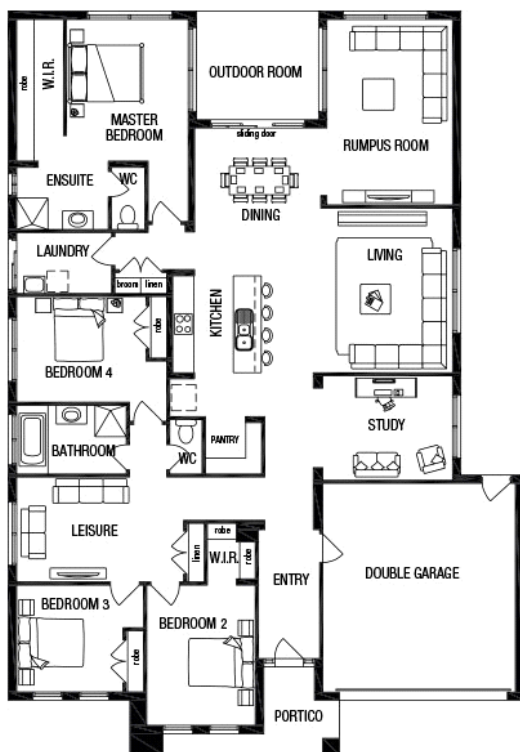 robe
W.I.R.
MASTER
BEDROOM
OUTDOOR ROOM
sliding door
RUMPUS ROOM
ENSUITE
WC
DINING
LAUNDRY
broom
linen
LIVING
KITCHEN
robe
BEDROOM 4
BATHROOM
WC
PANTRY
STUDY
LEISURE
linen
robe
W.I.R.
robe
ENTRY
DOUBLE GARAGE
BEDROOM 3
robe
BEDROOM 2
PORTICO